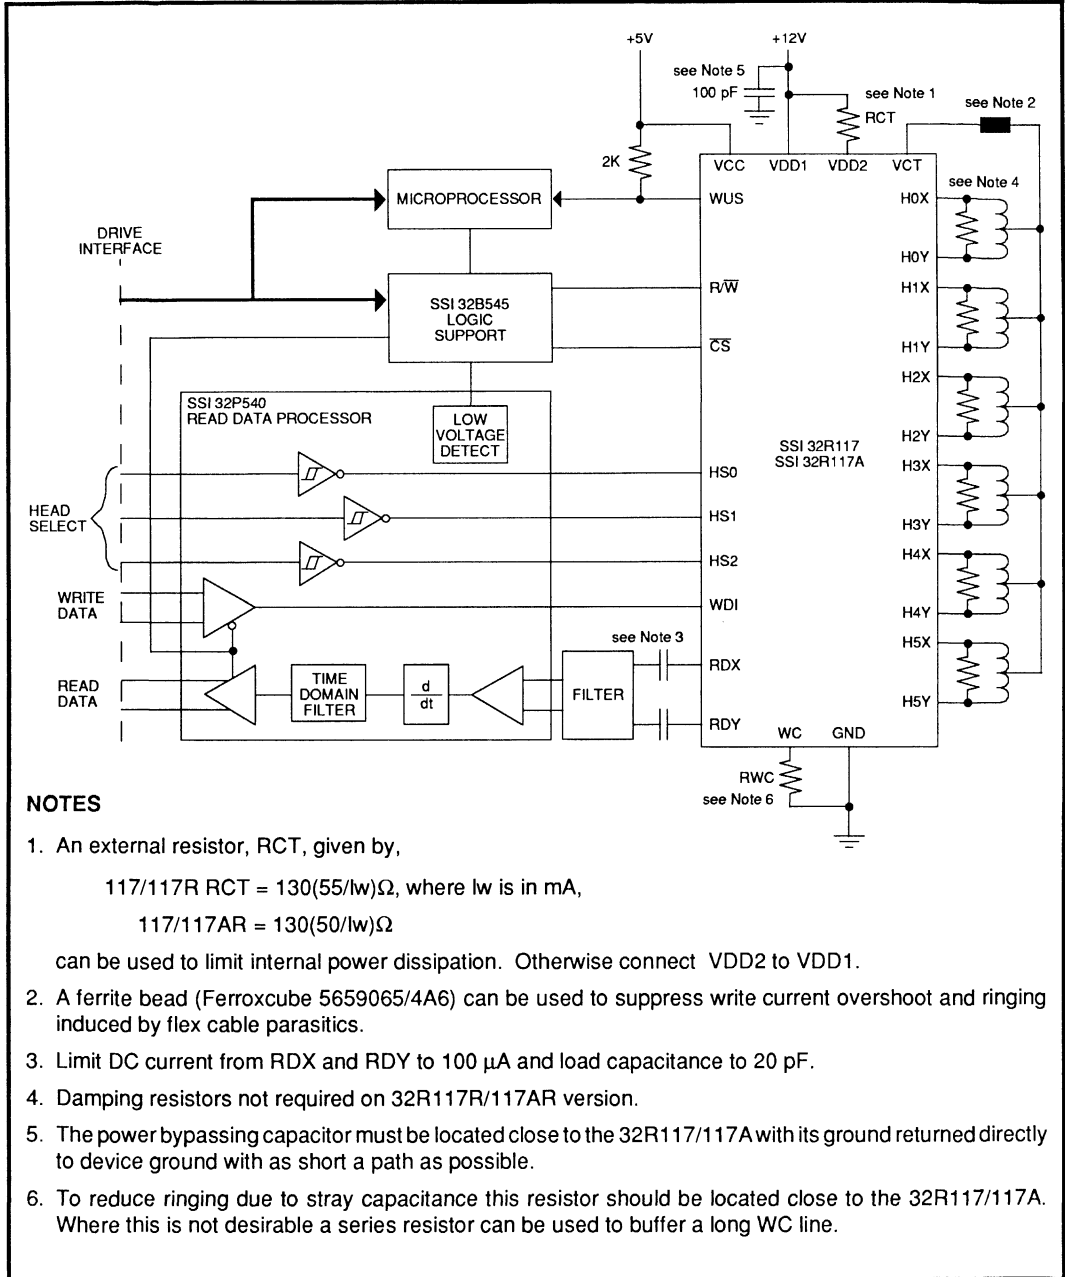 +5V
+12V
see Note 5
100 pF
see Note 1
RCT
see Note 2
2K
VCC
VDD1
VDD2
VCT
see Note 4
MICROPROCESSOR
WUS
H0X
DRIVE
INTERFACE
H0Y
SSI 32B545
LOGIC
SUPPORT
R/W̅
H1X
C̅S̅
H1Y
SSI 32P540
READ DATA PROCESSOR
LOW
VOLTAGE
DETECT
H2X
SSI 32R117
SSI 32R117A
H2Y
HEAD
SELECT
HS0
H3X
HS1
H3Y
HS2
H4X
WRITE
DATA
WDI
H4Y
see Note 3
H5X
READ
DATA
TIME
DOMAIN
FILTER
d
dt
FILTER
RDX
RDY
H5Y
WC
GND
RWC
see Note 6
NOTES
1. An external resistor, RCT, given by,
117/117R RCT = 130(55/Iw)Ω, where Iw is in mA,
117/117AR = 130(50/Iw)Ω
can be used to limit internal power dissipation. Otherwise connect VDD2 to VDD1.
2. A ferrite bead (Ferroxcube 5659065/4A6) can be used to suppress write current overshoot and ringing
induced by flex cable parasitics.
3. Limit DC current from RDX and RDY to 100 µA and load capacitance to 20 pF.
4. Damping resistors not required on 32R117R/117AR version.
5. The power bypassing capacitor must be located close to the 32R117/117A with its ground returned directly
to device ground with as short a path as possible.
6. To reduce ringing due to stray capacitance this resistor should be located close to the 32R117/117A.
Where this is not desirable a series resistor can be used to buffer a long WC line.